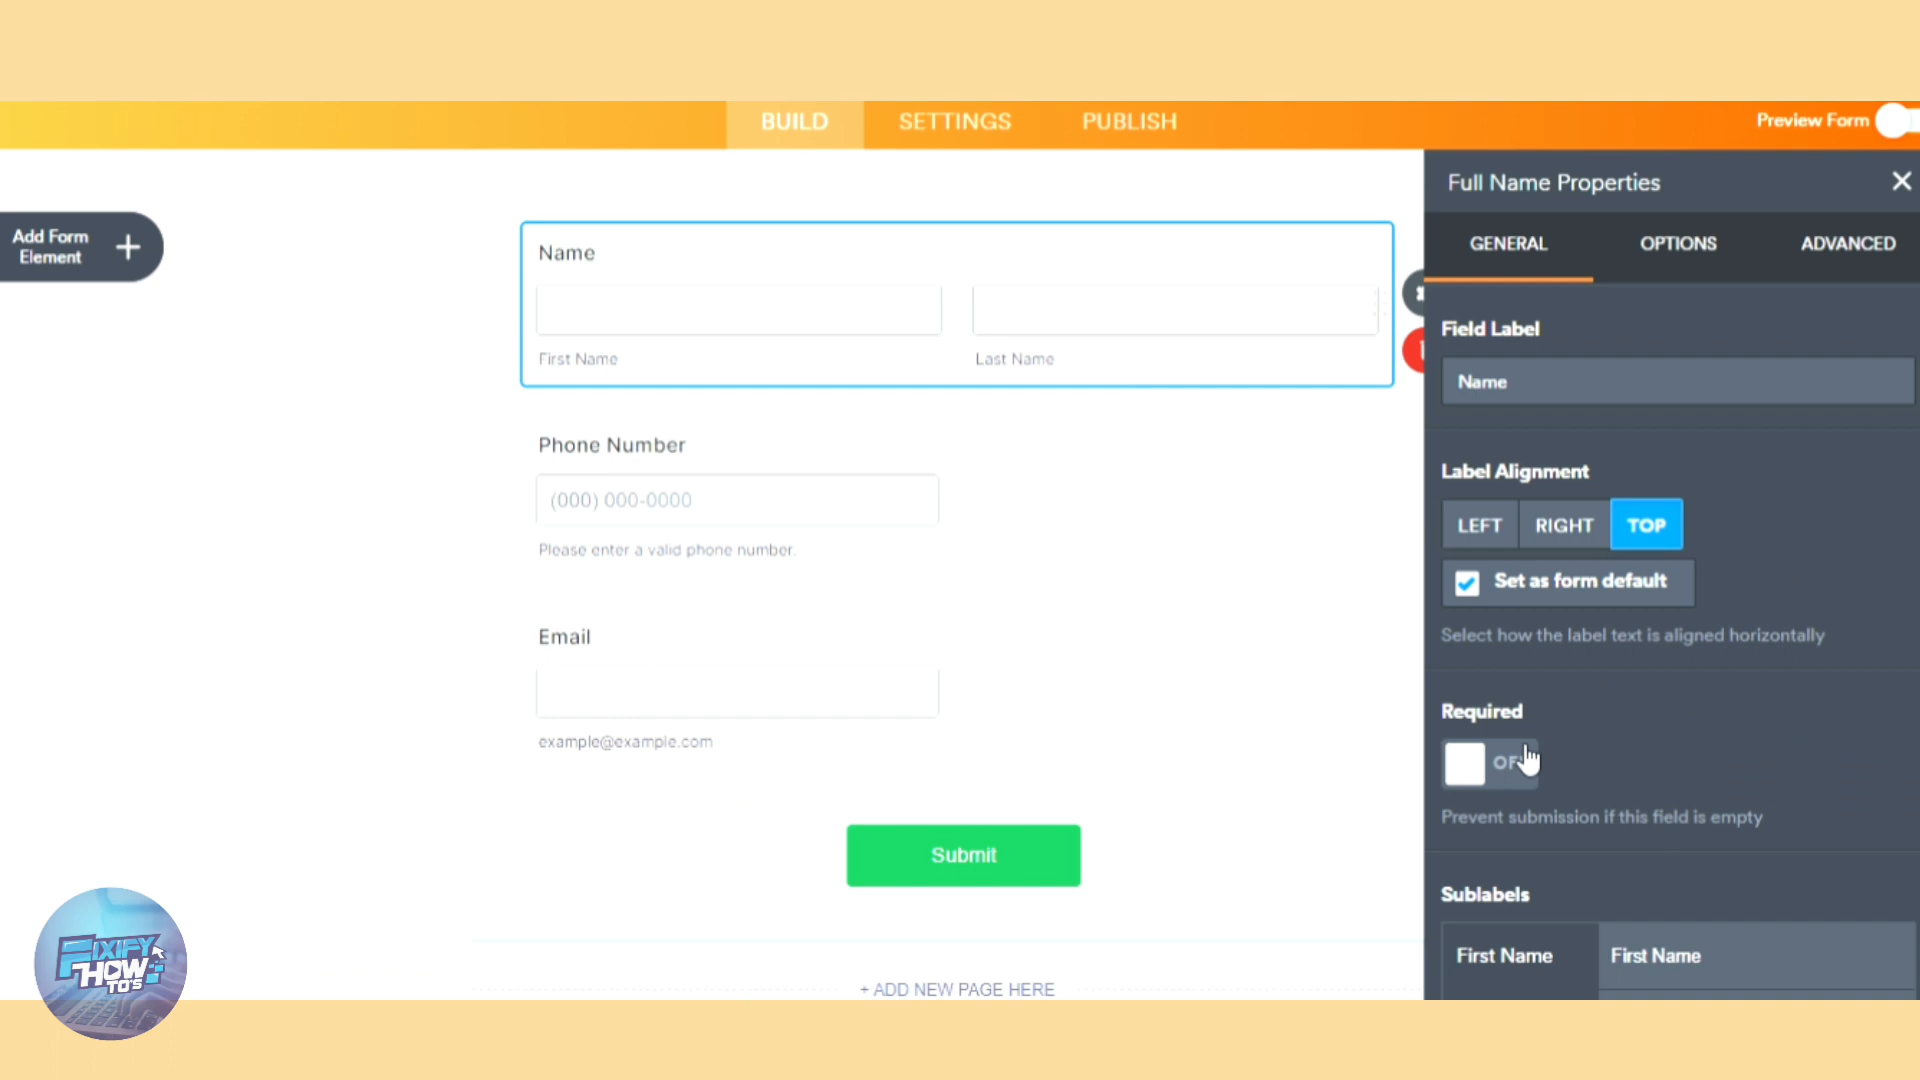 BUILD
SETTINGS
PUBLISH
Preview Form
Add Form
Element
Name
First Name
Last Name
Phone Number
(000) 000-0000
Please enter a valid phone number.
Email
example@example.com
Submit
+ ADD NEW PAGE HERE
Full Name Properties
GENERAL
OPTIONS
ADVANCED
Field Label
Name
Label Alignment
LEFT
RIGHT
TOP
Set as form default
Select how the label text is aligned horizontally
Required
Prevent submission if this field is empty
Sublabels
First Name
First Name
FIXIFY
HOW
TO'S